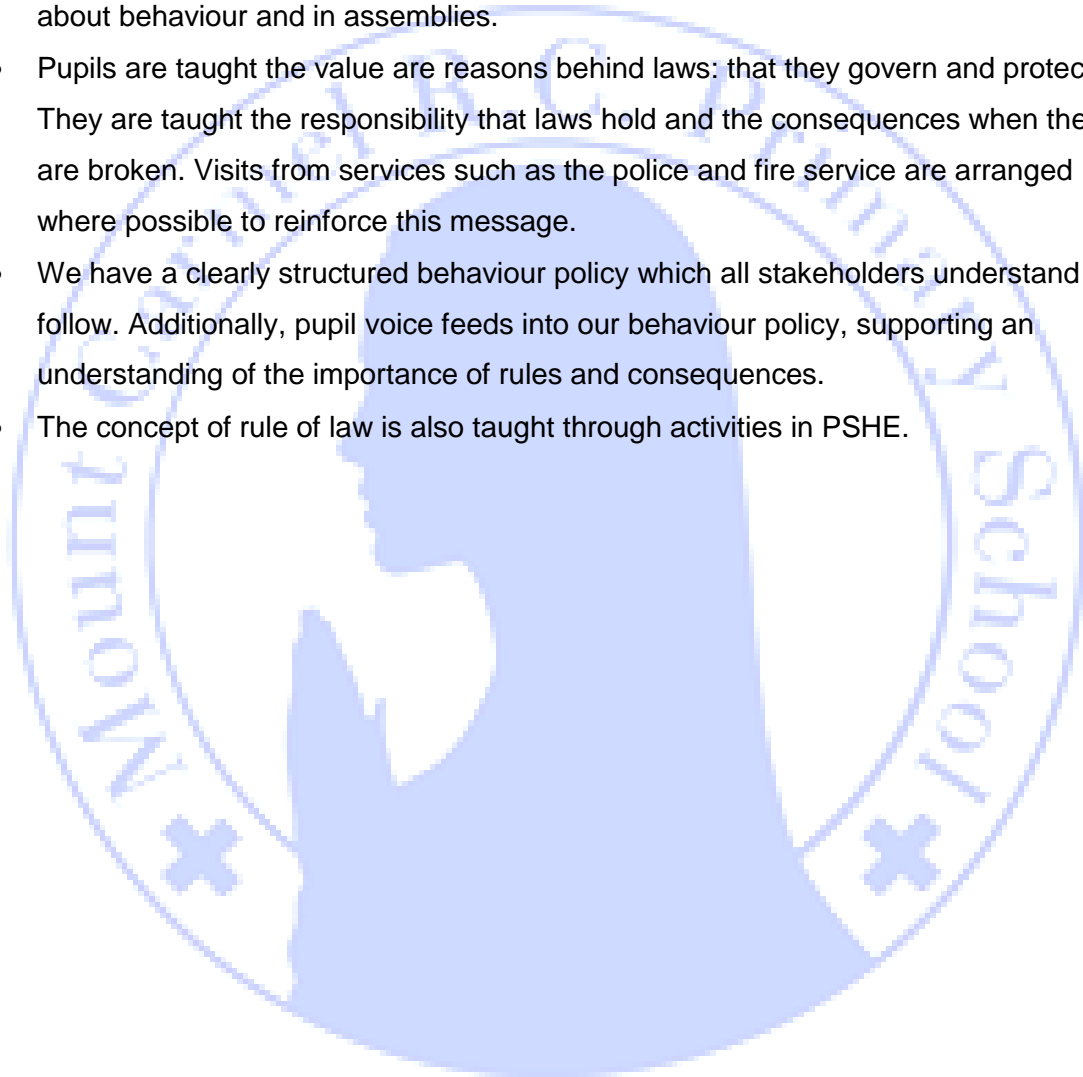 about behaviour and in assemblies.
• Pupils are taught the value are reasons behind laws: that they govern and protec
They are taught the responsibility that laws hold and the consequences when the
are broken. Visits from services such as the police and fire service are arranged
where possible to reinforce this message.
• We have a clearly structured behaviour policy which all stakeholders understand
follow. Additionally, pupil voice feeds into our behaviour policy, supporting an
understanding of the importance of rules and consequences.
• The concept of rule of law is also taught through activities in PSHE.
Mount Carmel R.C. Primary School